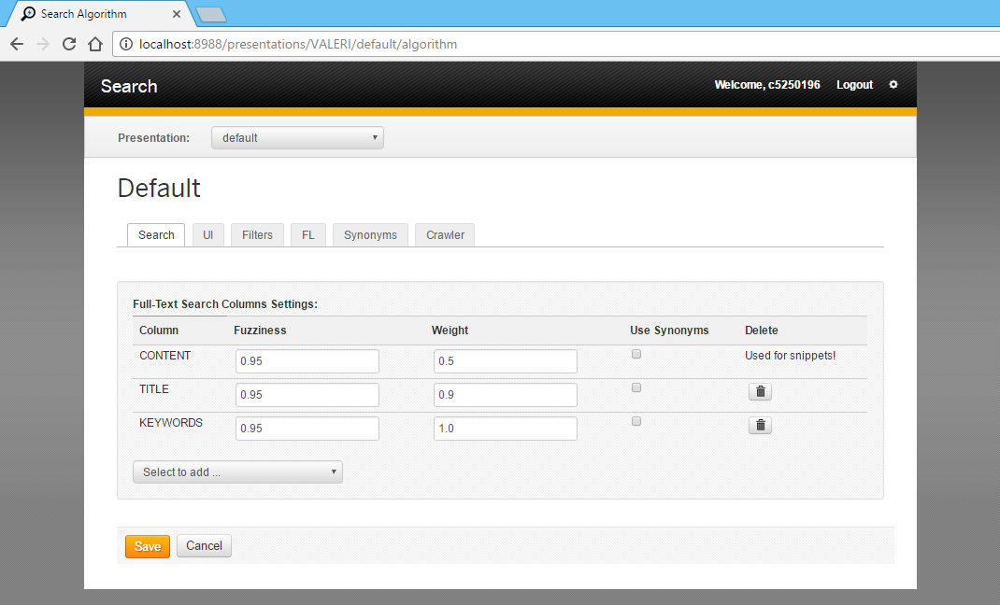 Search Algorithm
localhost:8988/presentations/VALERI/default/algorithm
Search Welcome, c5250196 Logout
Presentation: default
Default
Search UI Filters FL Synonyms Crawler
Full-Text Search Columns Settings:
Column Fuzziness Weight Use Synonyms Delete
CONTENT 0.95 0.5 Used for snippets!
TITLE 0.95 0.9
KEYWORDS 0.95 1.0
Select to add ...
Save Cancel